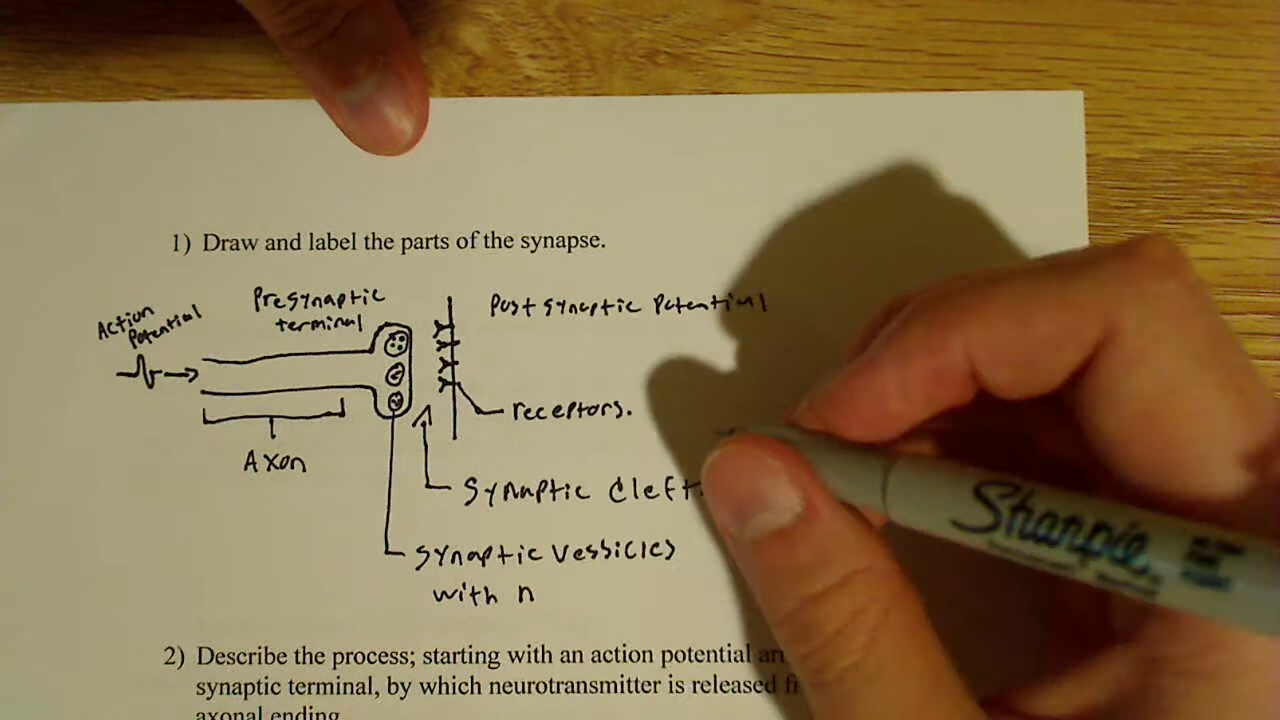 1) Draw and label the parts of the synapse.
Action
Potential
Presynaptic
terminal
Post synaptic Potential
receptors.
Axon
Synaptic Cleft
Synaptic Vessicles
with n
Sharpie
2) Describe the process; starting with an action potential an
synaptic terminal, by which neurotransmitter is released f
axonal ending